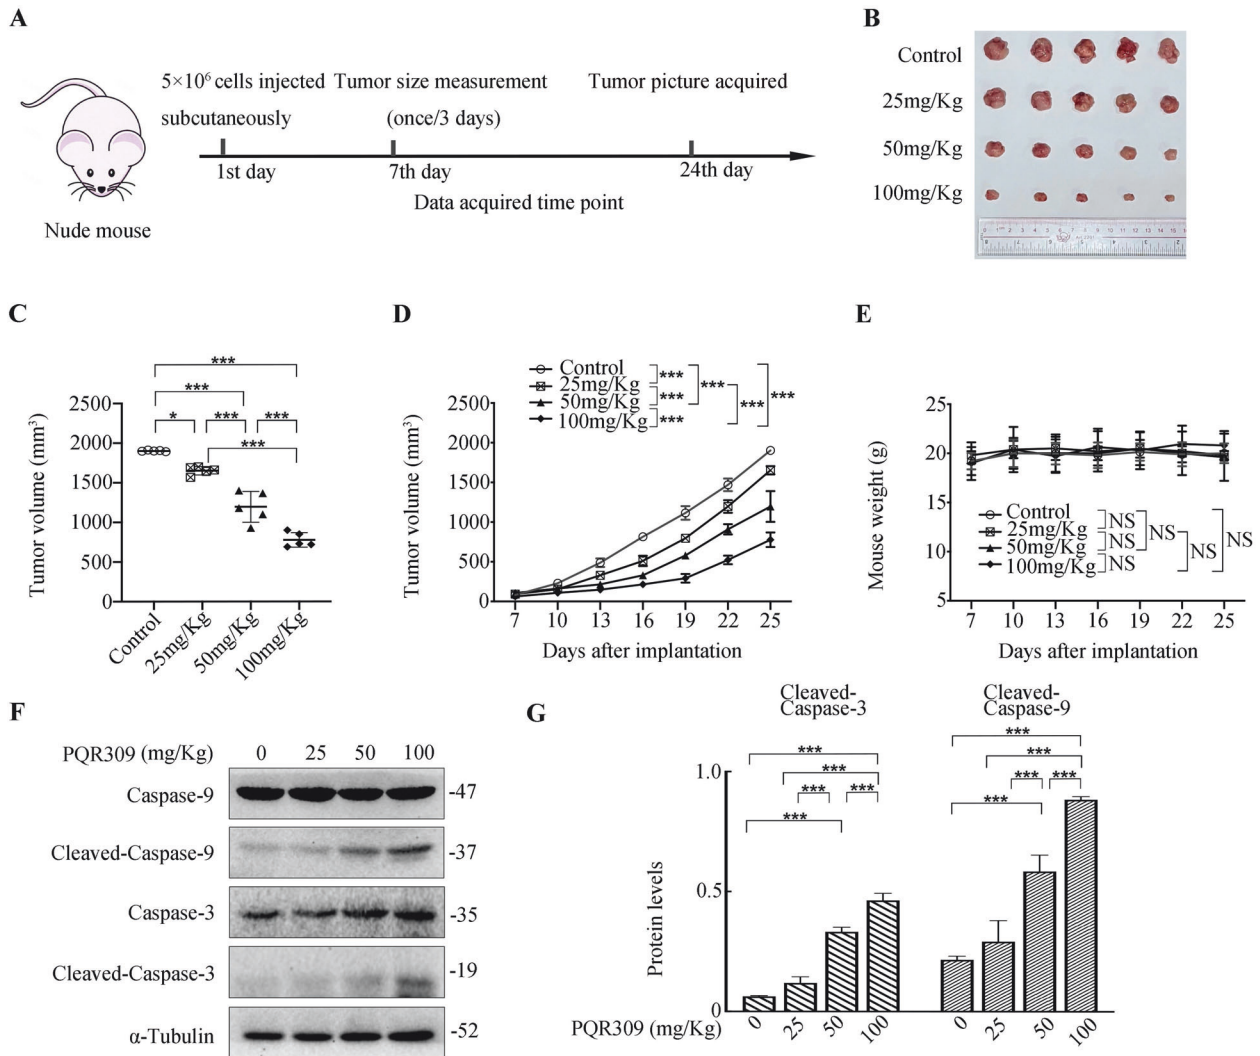 A
5×10⁶ cells injected
subcutaneously
Tumor size measurement
(once/3 days)
Tumor picture acquired
1st day
7th day
24th day
Data acquired time point
Nude mouse
B
Control
25mg/Kg
50mg/Kg
100mg/Kg
C
***
***
* *** ***
***
Tumor volume (mm³)
2500
2000
1500
1000
500
0
Control
25mg/Kg
50mg/Kg
100mg/Kg
D
Control
25mg/Kg
50mg/Kg
100mg/Kg
***
***
***
***
***
***
Tumor volume (mm³)
2500
2000
1500
1000
500
0
7 10 13 16 19 22 25
Days after implantation
E
Mouse weight (g)
25
20
15
10
5
Control
25mg/Kg
50mg/Kg
100mg/Kg
NS
NS
NS
NS
NS
NS
7 10 13 16 19 22 25
Days after implantation
F
PQR309 (mg/Kg) 0 25 50 100
Caspase-9 -47
Cleaved-Caspase-9 -37
Caspase-3 -35
Cleaved-Caspase-3 -19
α-Tubulin -52
G
Cleaved-
Caspase-3
Cleaved-
Caspase-9
***
***
*** ***
***
***
***
*** ***
***
Protein levels
1.0
0.5
0
PQR309 (mg/Kg) 0 25 50 100 0 25 50 100